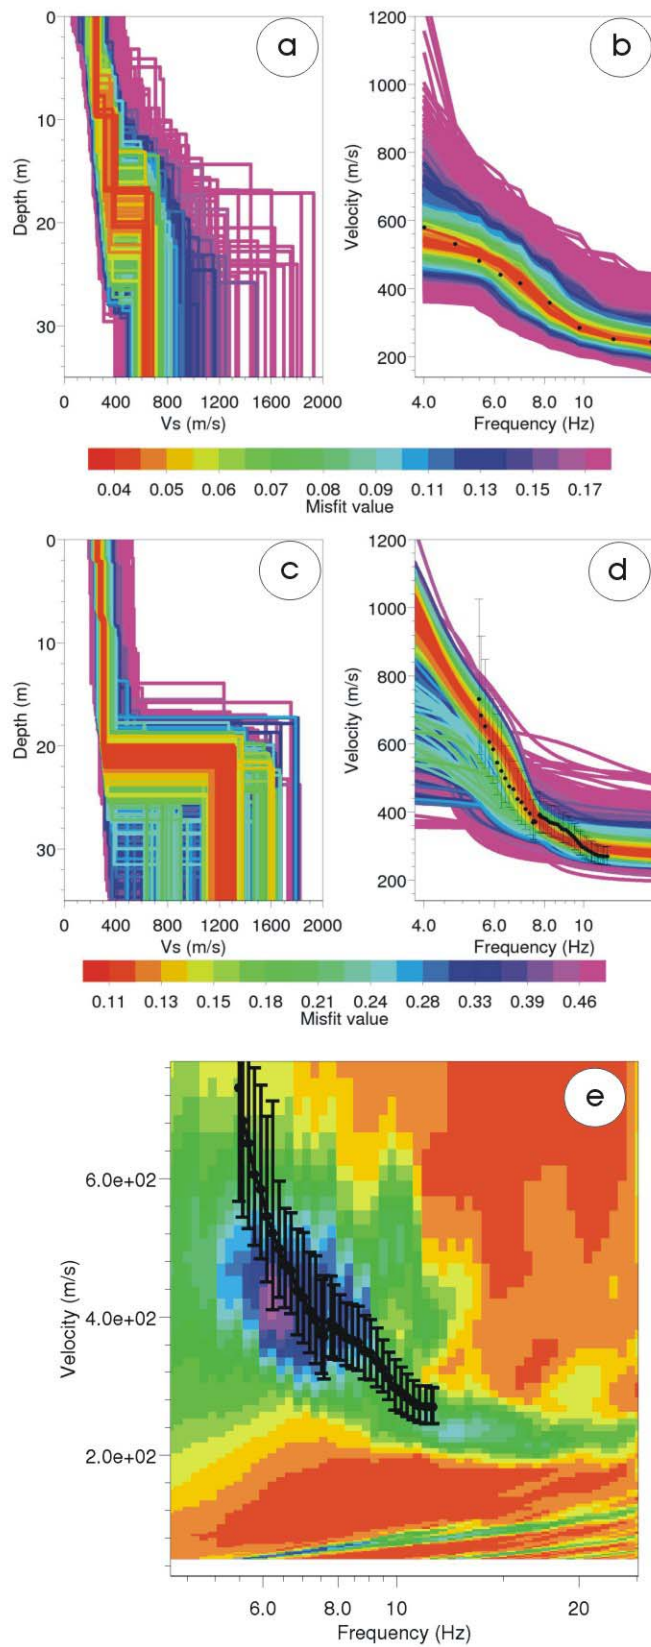 a
b
0
10
20
30
Depth (m)
0 400 800 1200 1600 2000
Vs (m/s)
1200
1000
800
600
400
200
Velocity (m/s)
4.0 6.0 8.0 10
Frequency (Hz)
0.04 0.05 0.06 0.07 0.08 0.09 0.11 0.13 0.15 0.17
Misfit value
c
d
0
10
20
30
Depth (m)
0 400 800 1200 1600 2000
Vs (m/s)
1200
1000
800
600
400
200
Velocity (m/s)
4.0 6.0 8.0 10
Frequency (Hz)
0.11 0.13 0.15 0.18 0.21 0.24 0.28 0.33 0.39 0.46
Misfit value
e
6.0e+02
4.0e+02
2.0e+02
Velocity (m/s)
6.0 8.0 10 20
Frequency (Hz)